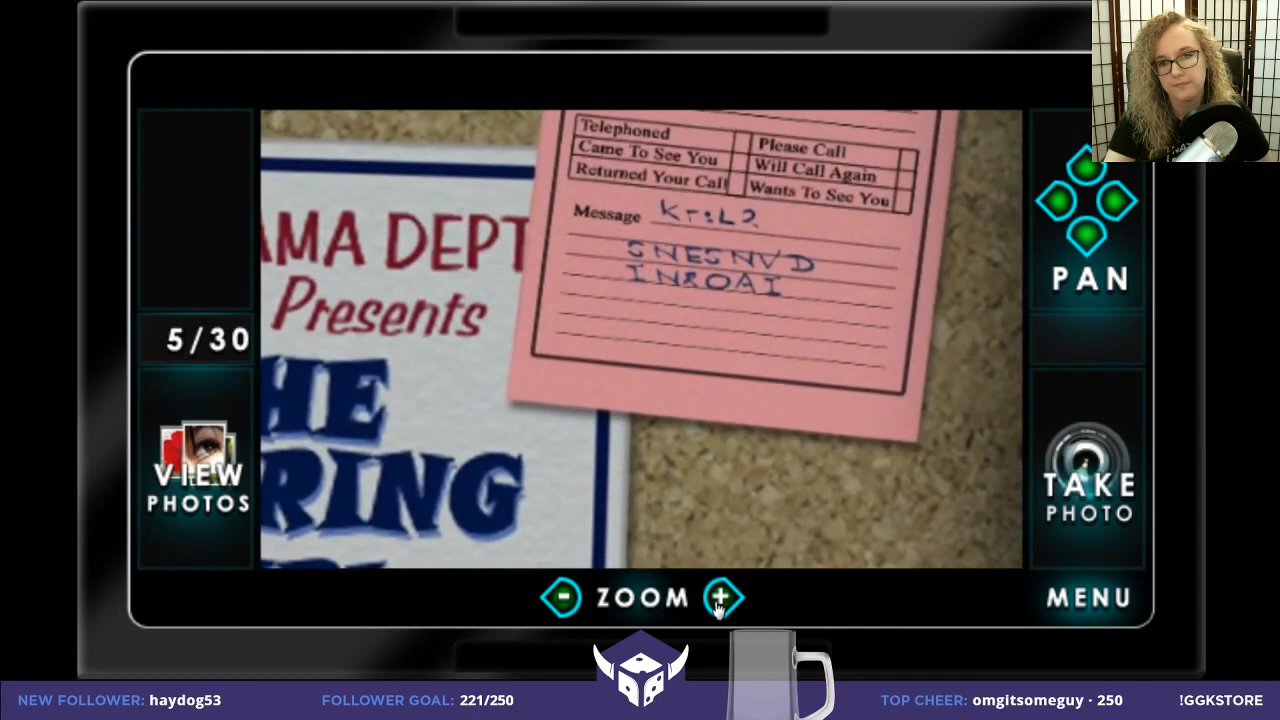 Telephoned Please Call
Came To See You Will Call Again
Returned Your Call Wants To See You
Message Kr:L2
SNESNVD
INROAI
AMA DEPT
Presents
HE
RING
PAN
5/30
VIEW
PHOTOS
TAKE
PHOTO
- ZOOM +
MENU
NEW FOLLOWER: haydog53
FOLLOWER GOAL: 221/250
TOP CHEER: omgitsomeguy · 250
!GGKSTORE